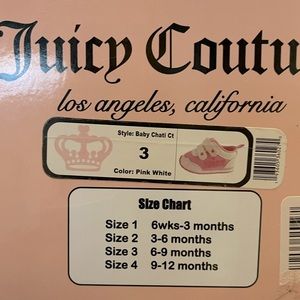 Juicy Coutu
los angeles, california
Style: Baby Chati Ct
3
Color: Pink White
Size Chart
Size 1 6wks-3 months
Size 2 3-6 months
Size 3 6-9 months
Size 4 9-12 months